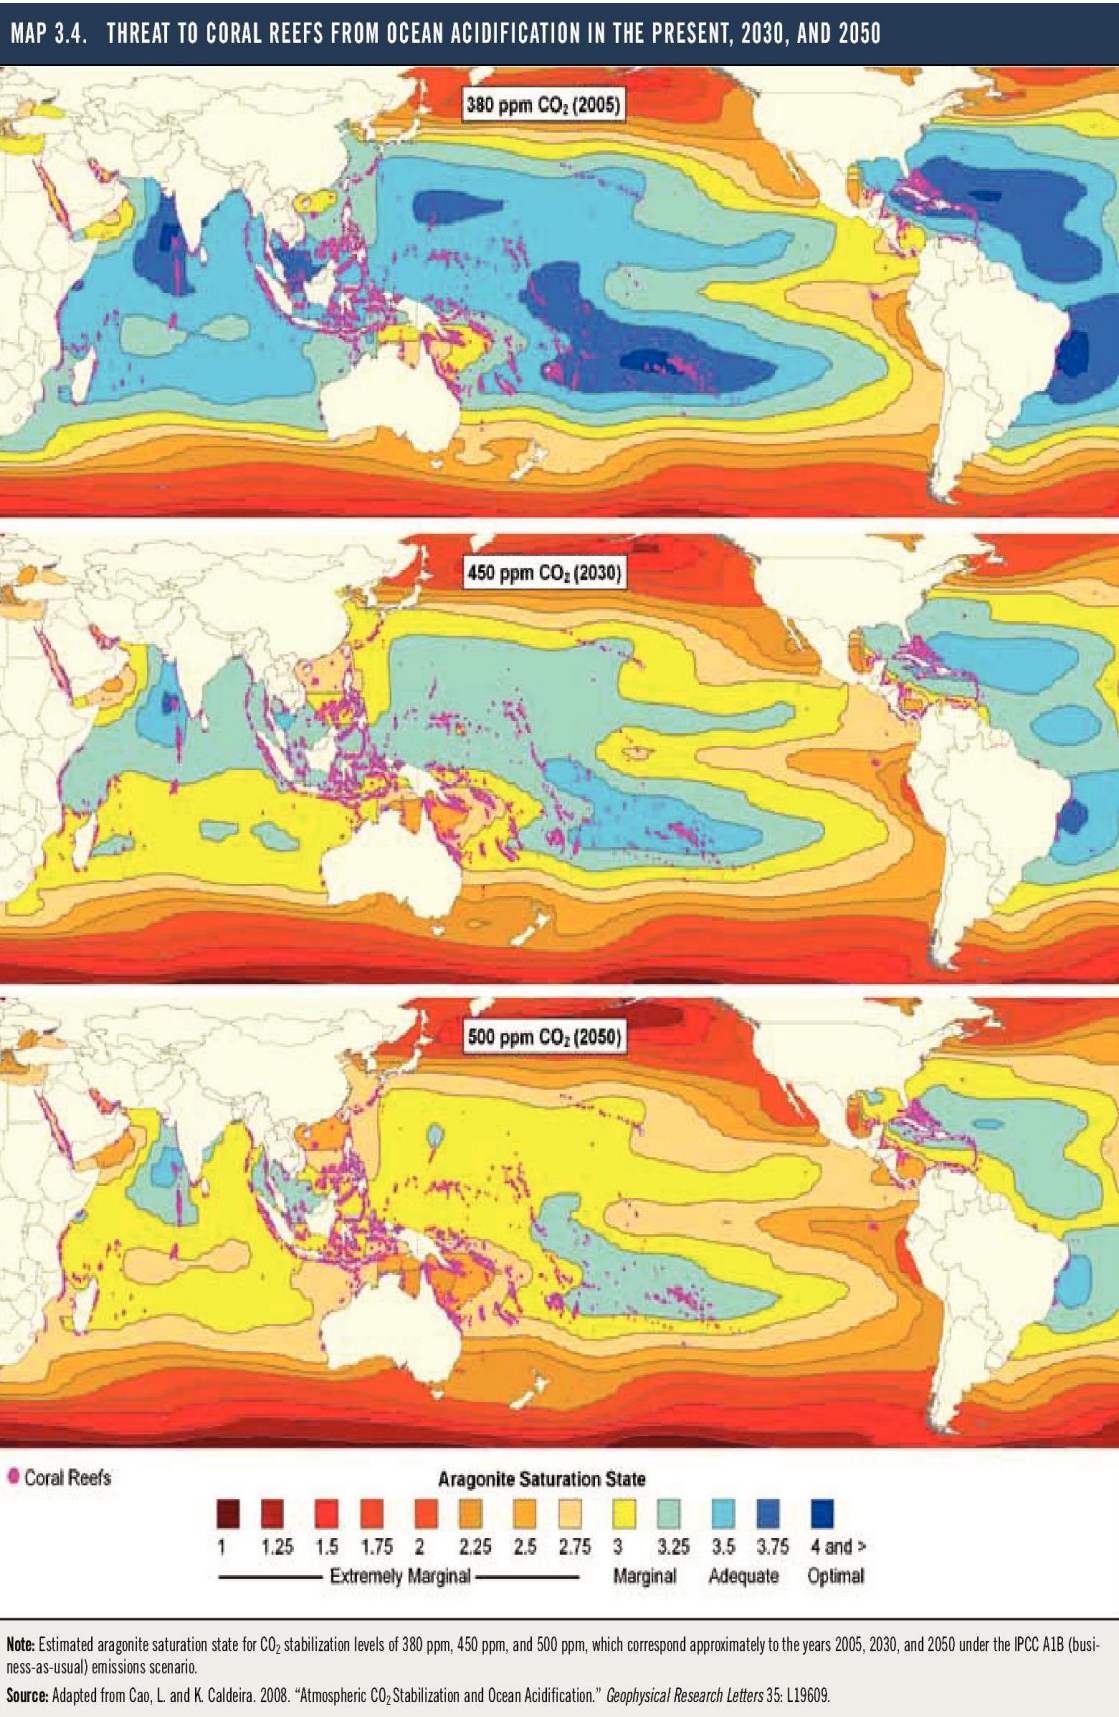 MAP 3.4. THREAT TO CORAL REEFS FROM OCEAN ACIDIFICATION IN THE PRESENT, 2030, AND 2050
380 ppm CO₂ (2005)
450 ppm CO₂ (2030)
500 ppm CO₂ (2050)
Coral Reefs
Aragonite Saturation State
1 1.25 1.5 1.75 2 2.25 2.5 2.75 3 3.25 3.5 3.75 4 and >
Extremely Marginal Marginal Adequate Optimal
Note: Estimated aragonite saturation state for CO₂ stabilization levels of 380 ppm, 450 ppm, and 500 ppm, which correspond approximately to the years 2005, 2030, and 2050 under the IPCC A1B (busi-
ness-as-usual) emissions scenario.
Source: Adapted from Cao, L. and K. Caldeira. 2008. “Atmospheric CO₂ Stabilization and Ocean Acidification.” Geophysical Research Letters 35: L19609.